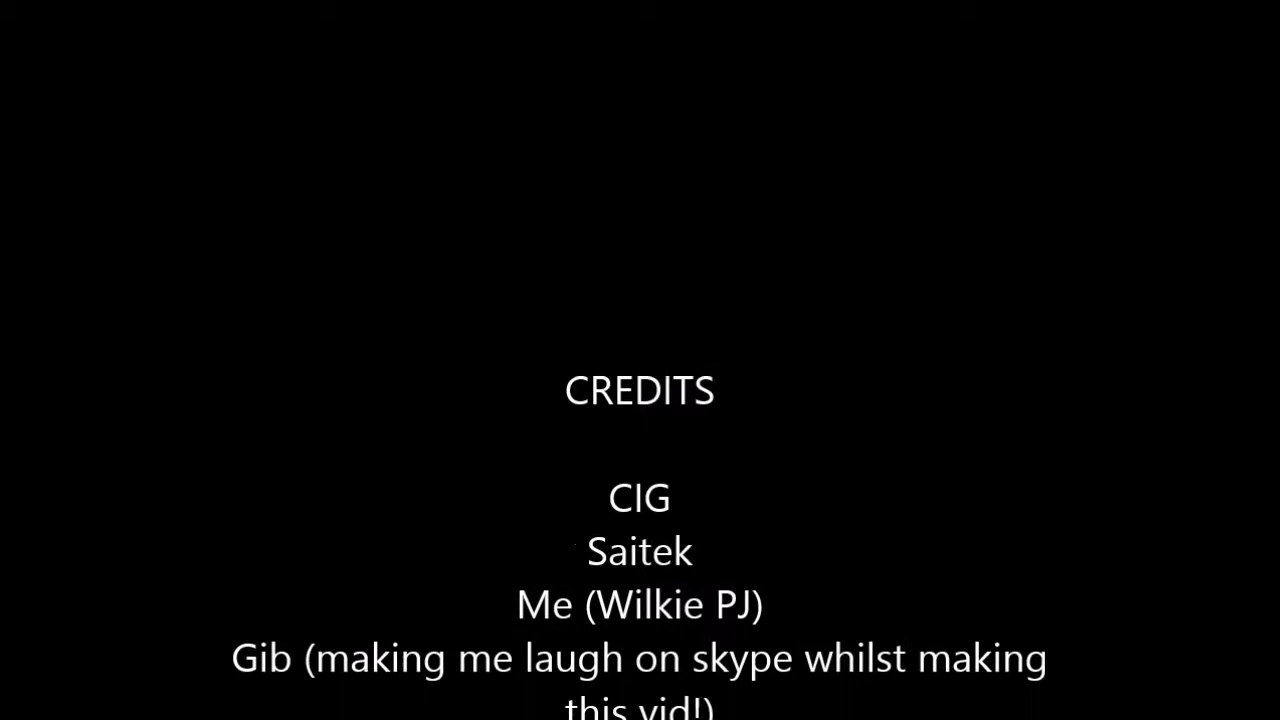 CREDITS
CIG
Saitek
Me (Wilkie PJ)
Gib (making me laugh on skype whilst making
this vid!)